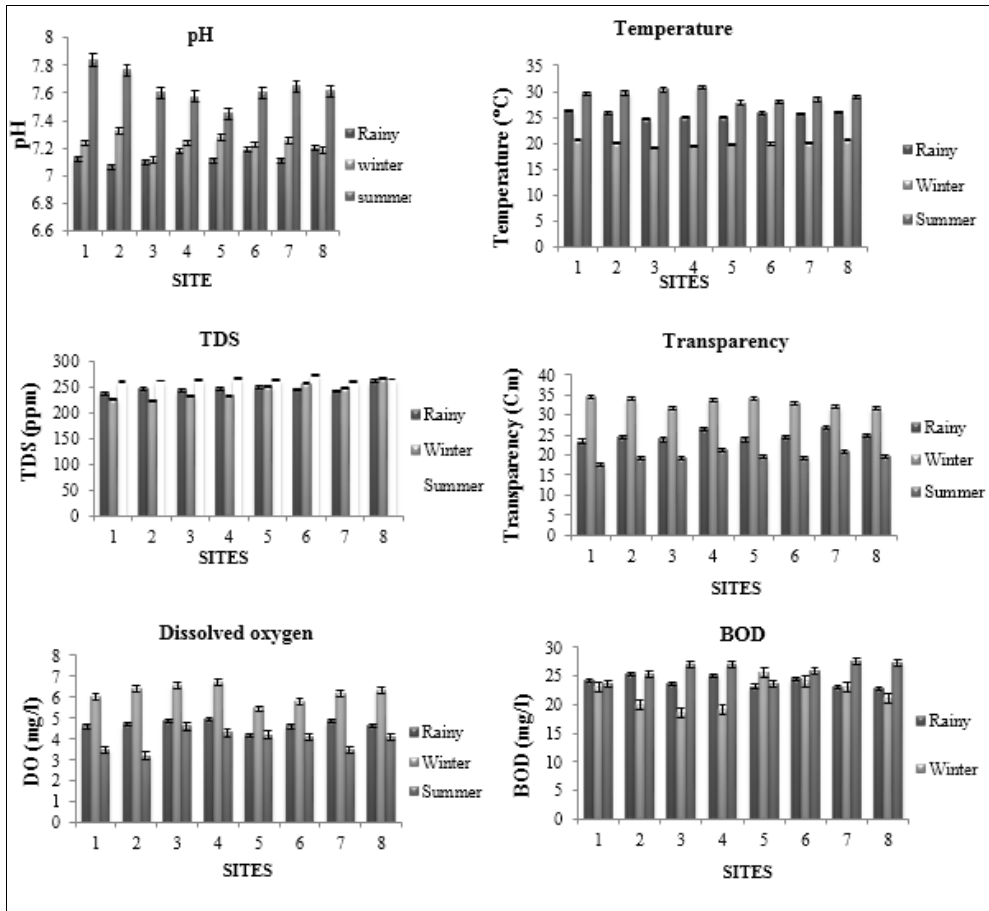 pH
8
7.8
7.6
7.4
7.2
7
6.8
6.6
pH
1 2 3 4 5 6 7 8
SITE
Rainy
winter
summer
Temperature
35
30
25
20
15
10
5
0
Temperature (°C)
1 2 3 4 5 6 7 8
SITES
Rainy
Winter
Summer
TDS
300
250
200
150
100
50
0
TDS (ppm)
1 2 3 4 5 6 7 8
SITES
Rainy
Winter
Summer
Transparency
40
35
30
25
20
15
10
5
0
Transparency (Cm)
1 2 3 4 5 6 7 8
SITES
Rainy
Winter
Summer
Dissolved oxygen
8
7
6
5
4
3
2
1
0
DO (mg/l)
1 2 3 4 5 6 7 8
SITES
Rainy
Winter
Summer
BOD
30
25
20
15
10
5
0
BOD (mg/l)
1 2 3 4 5 6 7 8
SITES
Rainy
Winter